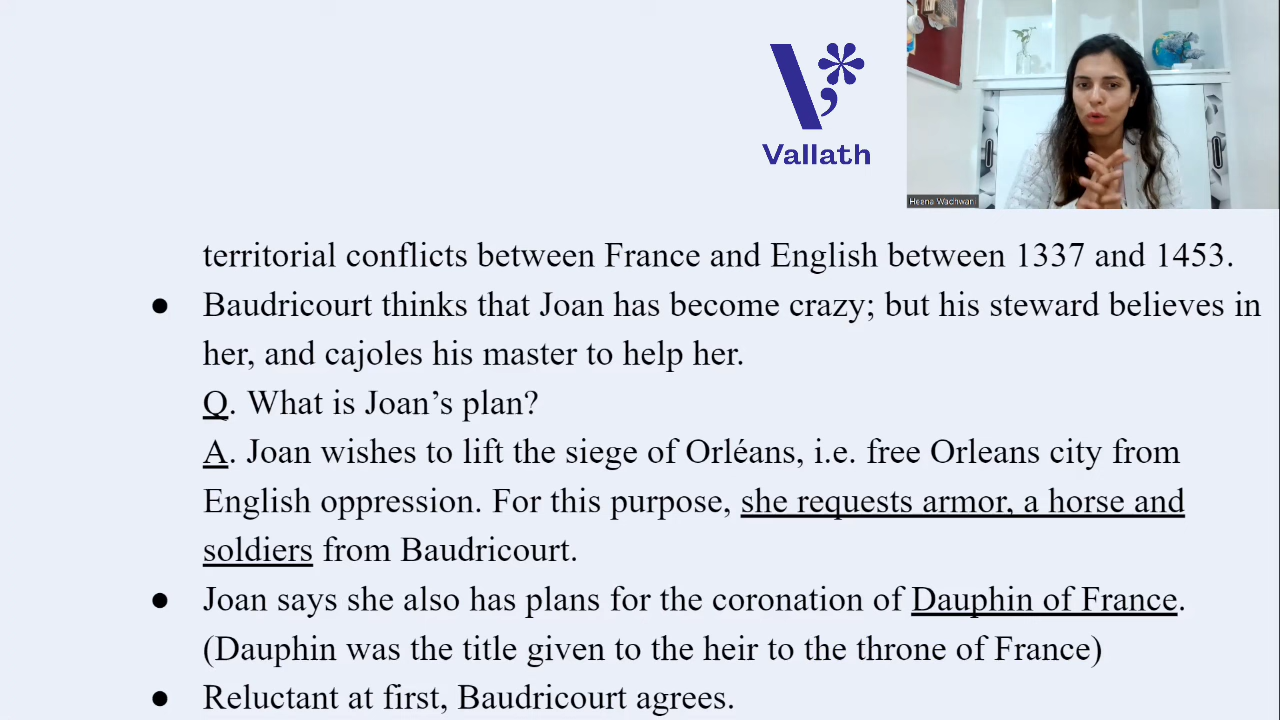 Vallath
Heena Wadhwani
territorial conflicts between France and English between 1337 and 1453.
● Baudricourt thinks that Joan has become crazy; but his steward believes in
her, and cajoles his master to help her.
Q. What is Joan’s plan?
A. Joan wishes to lift the siege of Orléans, i.e. free Orleans city from
English oppression. For this purpose, she requests armor, a horse and
soldiers from Baudricourt.
● Joan says she also has plans for the coronation of Dauphin of France.
(Dauphin was the title given to the heir to the throne of France)
● Reluctant at first, Baudricourt agrees.